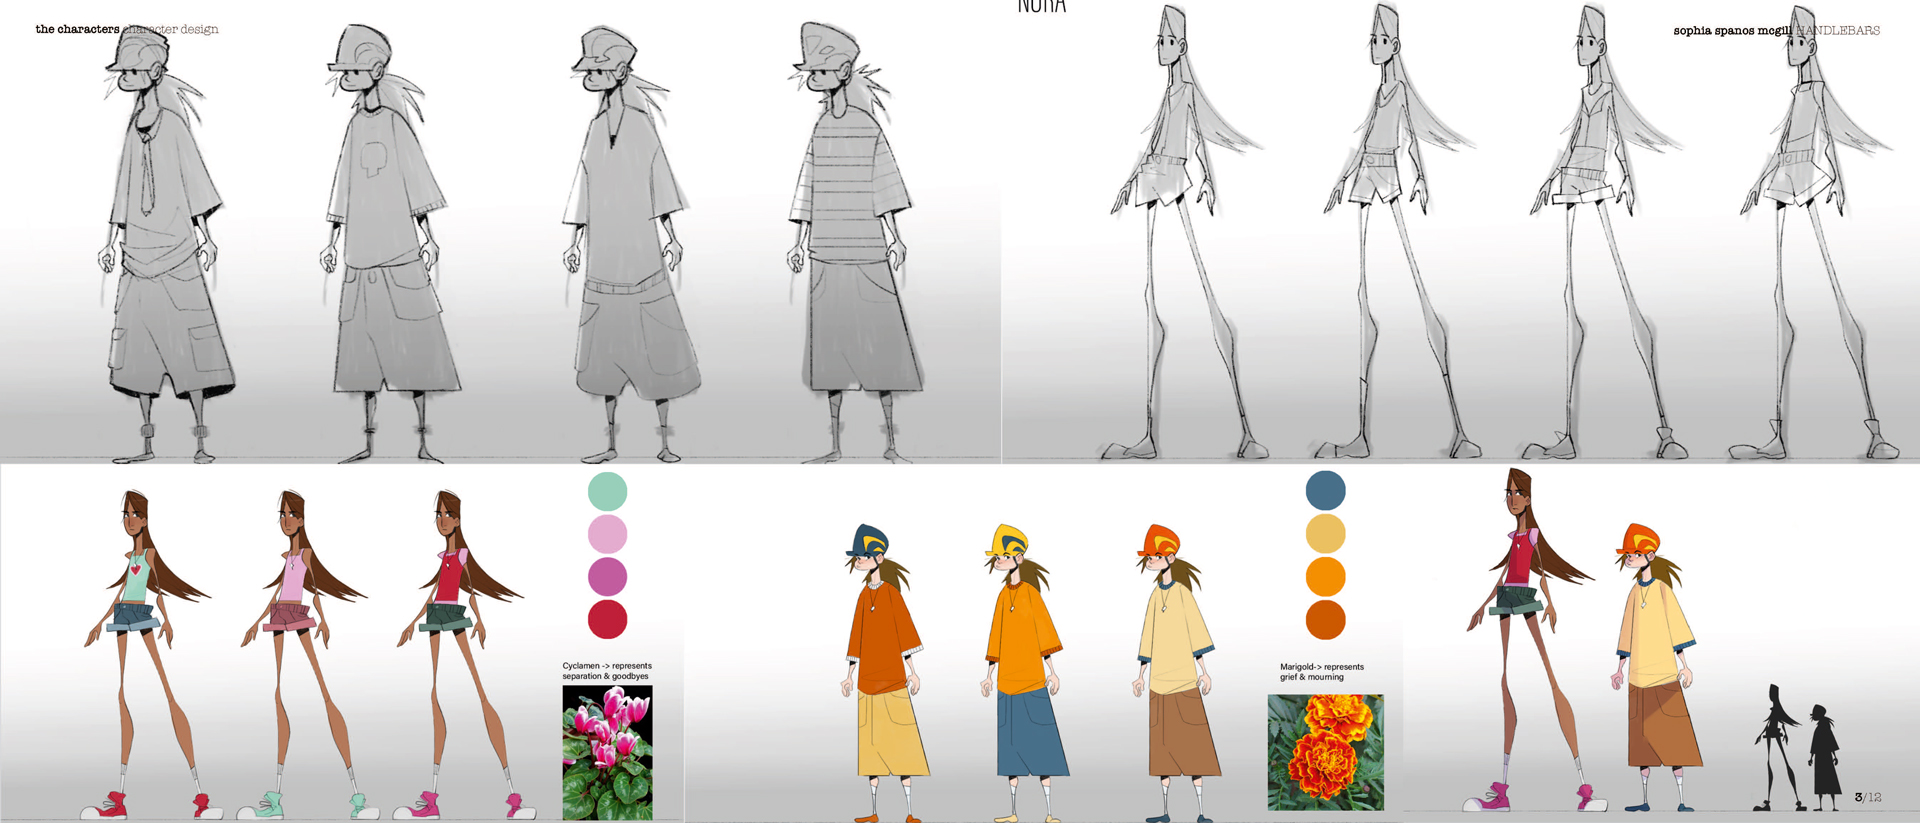 NORA
the characters character design
sophia spanos mcgill HANDLEBARS
Cyclamen -> represents
separation & goodbyes
Marigold-> represents
grief & mourning
3/12